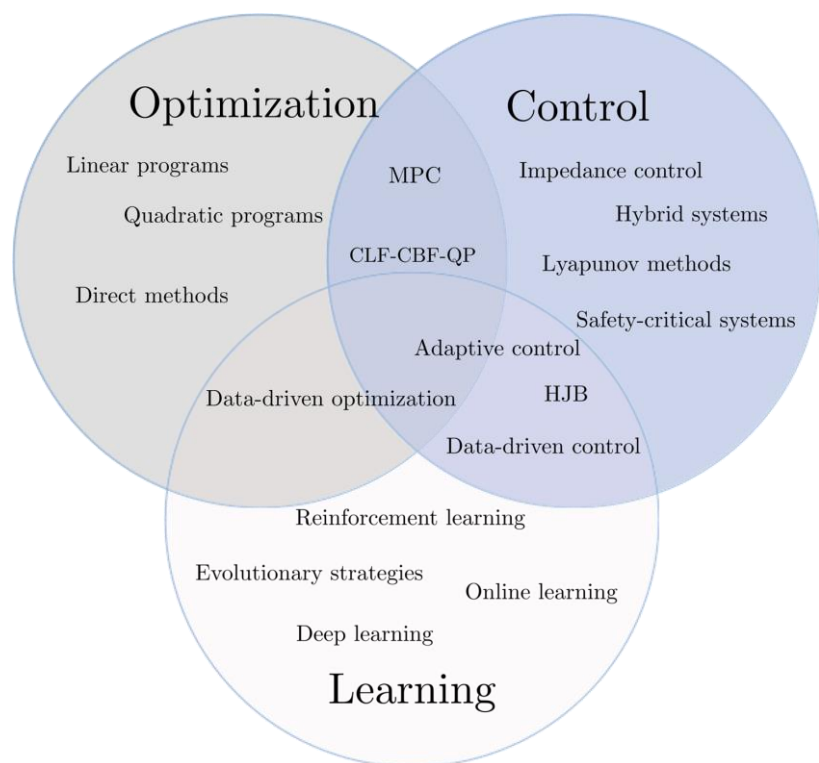 Optimization
Control
Linear programs
MPC
Impedance control
Quadratic programs
Hybrid systems
CLF-CBF-QP
Lyapunov methods
Direct methods
Safety-critical systems
Adaptive control
Data-driven optimization
HJB
Data-driven control
Reinforcement learning
Evolutionary strategies
Online learning
Deep learning
Learning